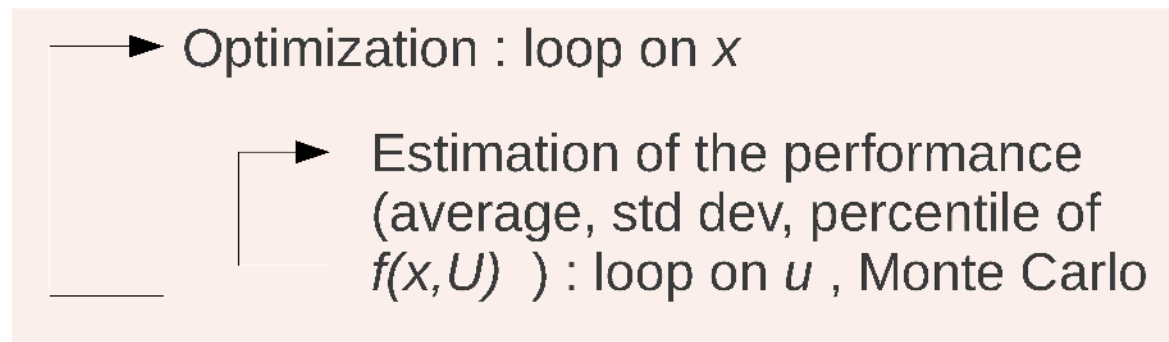 Optimization : loop on x
Estimation of the performance
(average, std dev, percentile of
f(x,U) ) : loop on u , Monte Carlo